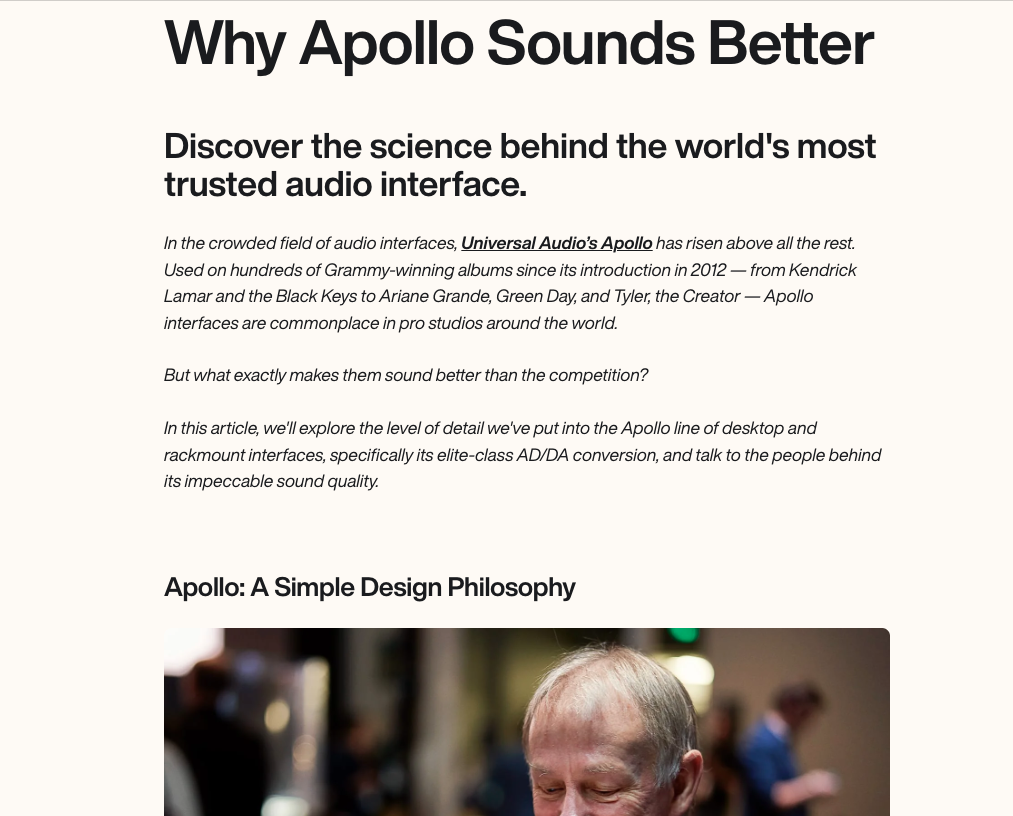 Why Apollo Sounds Better
Discover the science behind the world's most
trusted audio interface.
In the crowded field of audio interfaces, Universal Audio’s Apollo has risen above all the rest.
Used on hundreds of Grammy-winning albums since its introduction in 2012 — from Kendrick
Lamar and the Black Keys to Ariane Grande, Green Day, and Tyler, the Creator — Apollo
interfaces are commonplace in pro studios around the world.
But what exactly makes them sound better than the competition?
In this article, we'll explore the level of detail we've put into the Apollo line of desktop and
rackmount interfaces, specifically its elite-class AD/DA conversion, and talk to the people behind
its impeccable sound quality.
Apollo: A Simple Design Philosophy